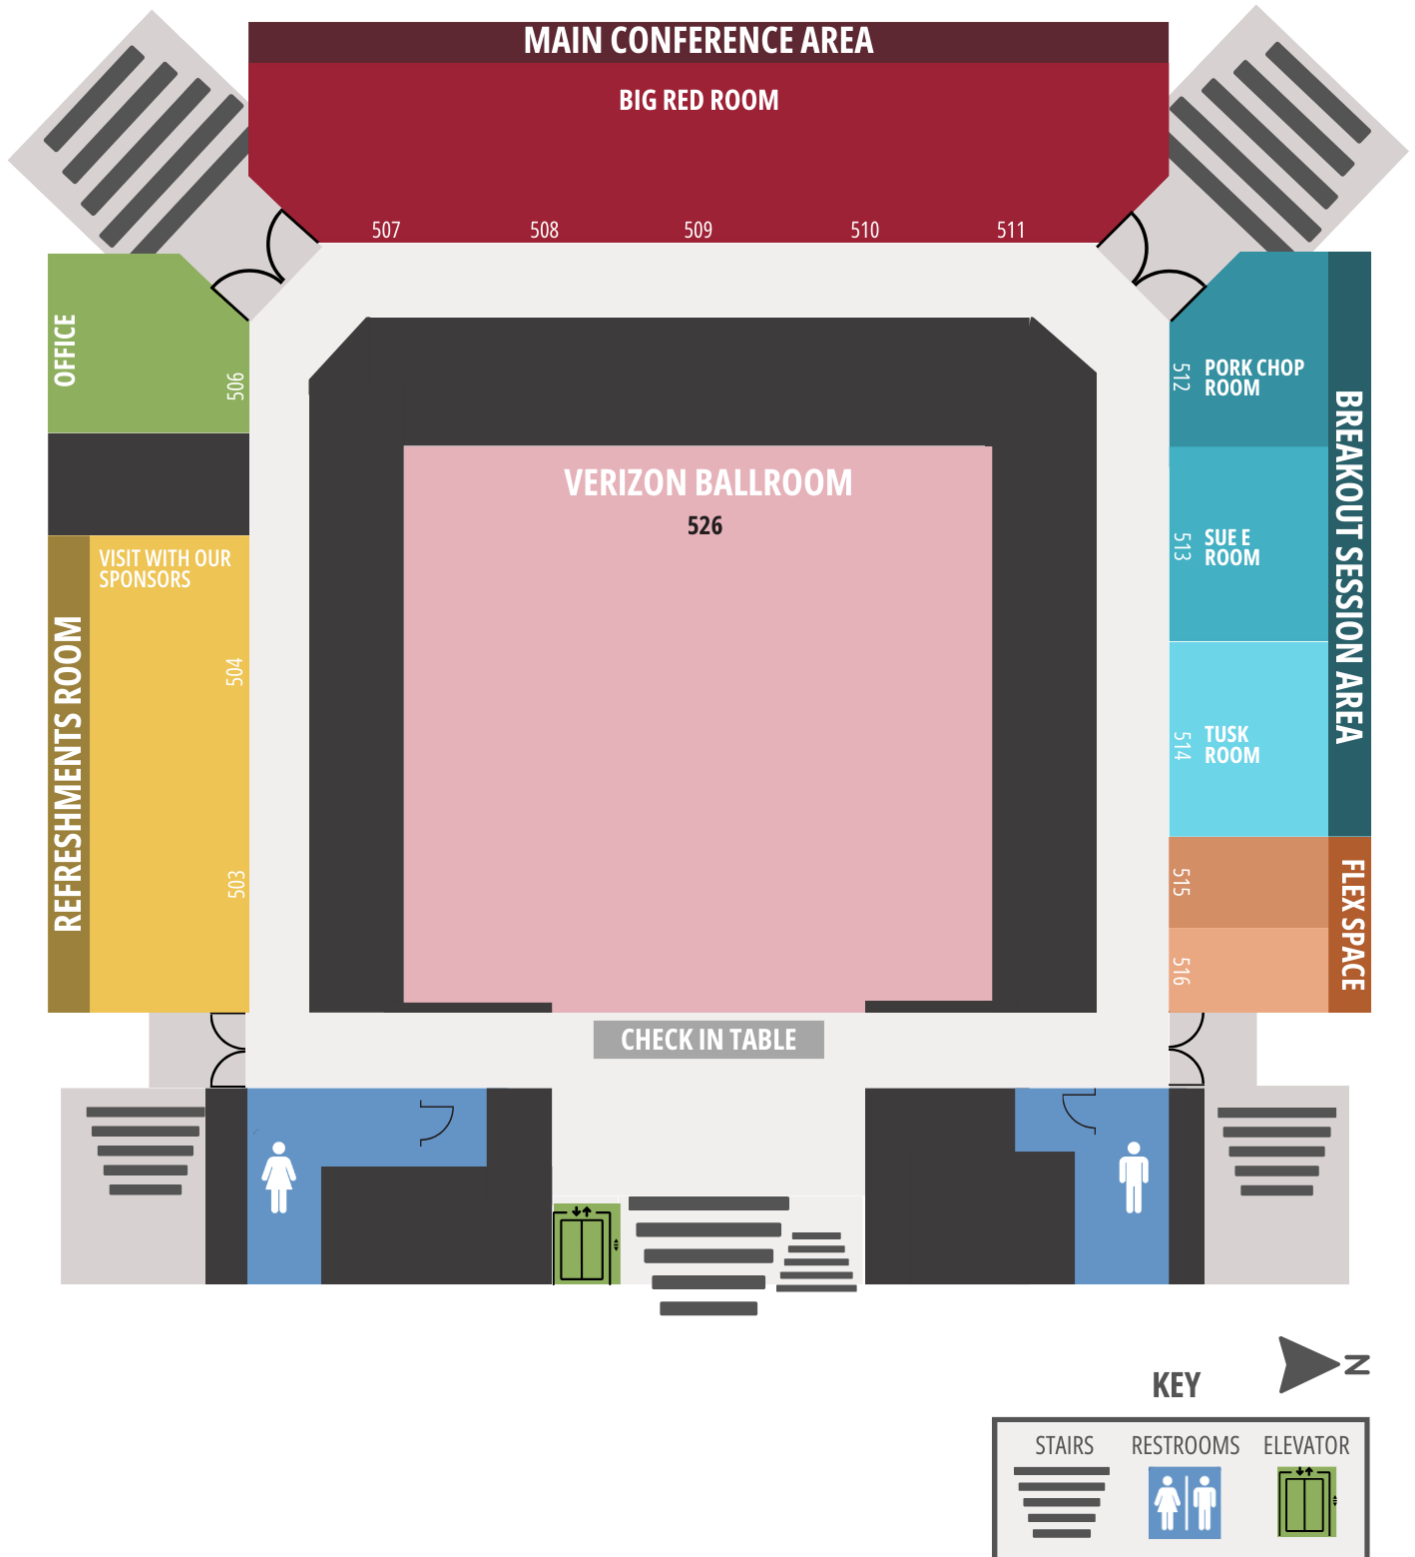 MAIN CONFERENCE AREA
BIG RED ROOM
507 508 509 510 511
OFFICE
506
512
PORK CHOP
ROOM
BREAKOUT SESSION AREA
VERIZON BALLROOM
526
513
SUE E
ROOM
VISIT WITH OUR
SPONSORS
REFRESHMENTS ROOM
504
514
TUSK
ROOM
503
515
FLEX SPACE
516
CHECK IN TABLE
N
KEY
STAIRS RESTROOMS ELEVATOR